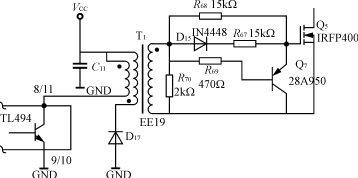 R68 15kΩ
VCC
Q5
IRFP400
D15
IN4448
R67 15kΩ
T1
C11
Q7
28A950
R69
470Ω
R70
2kΩ
8/11
GND
TL494
EE19
D17
9/10
GND
GND